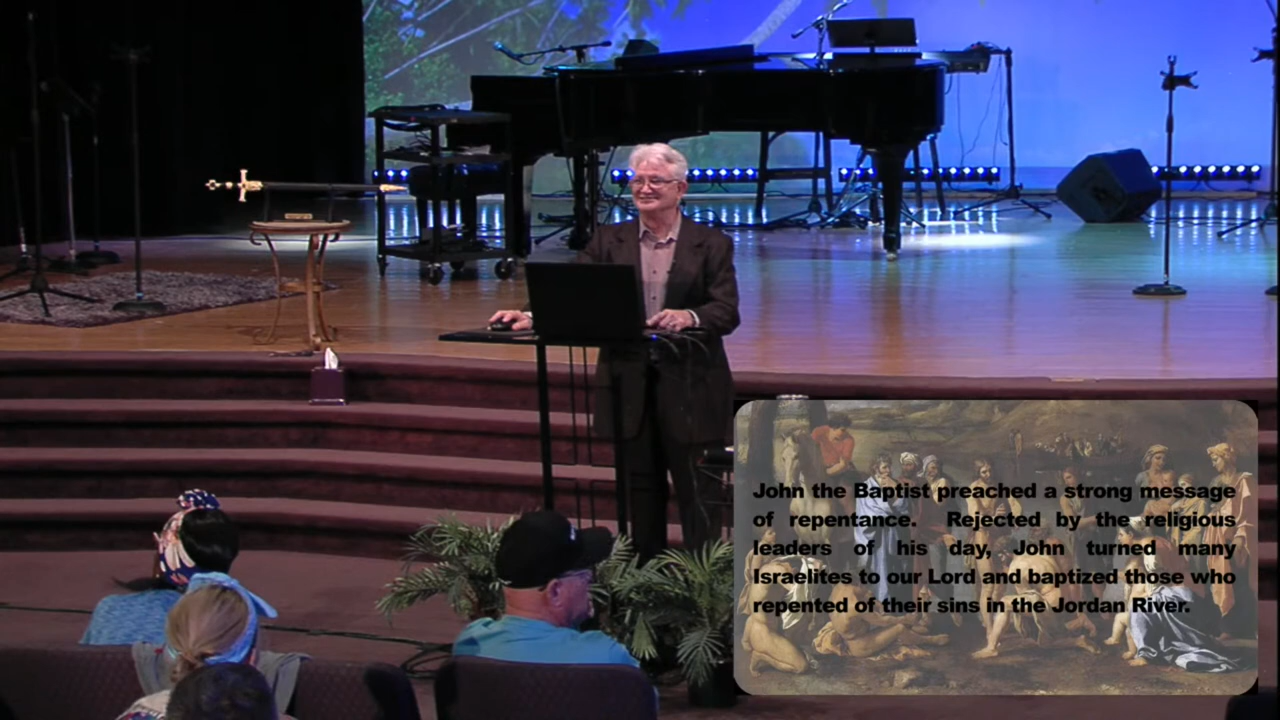 John the Baptist preached a strong message
of repentance. Rejected by the religious
leaders of his day, John turned many
Israelites to our Lord and baptized those who
repented of their sins in the Jordan River.